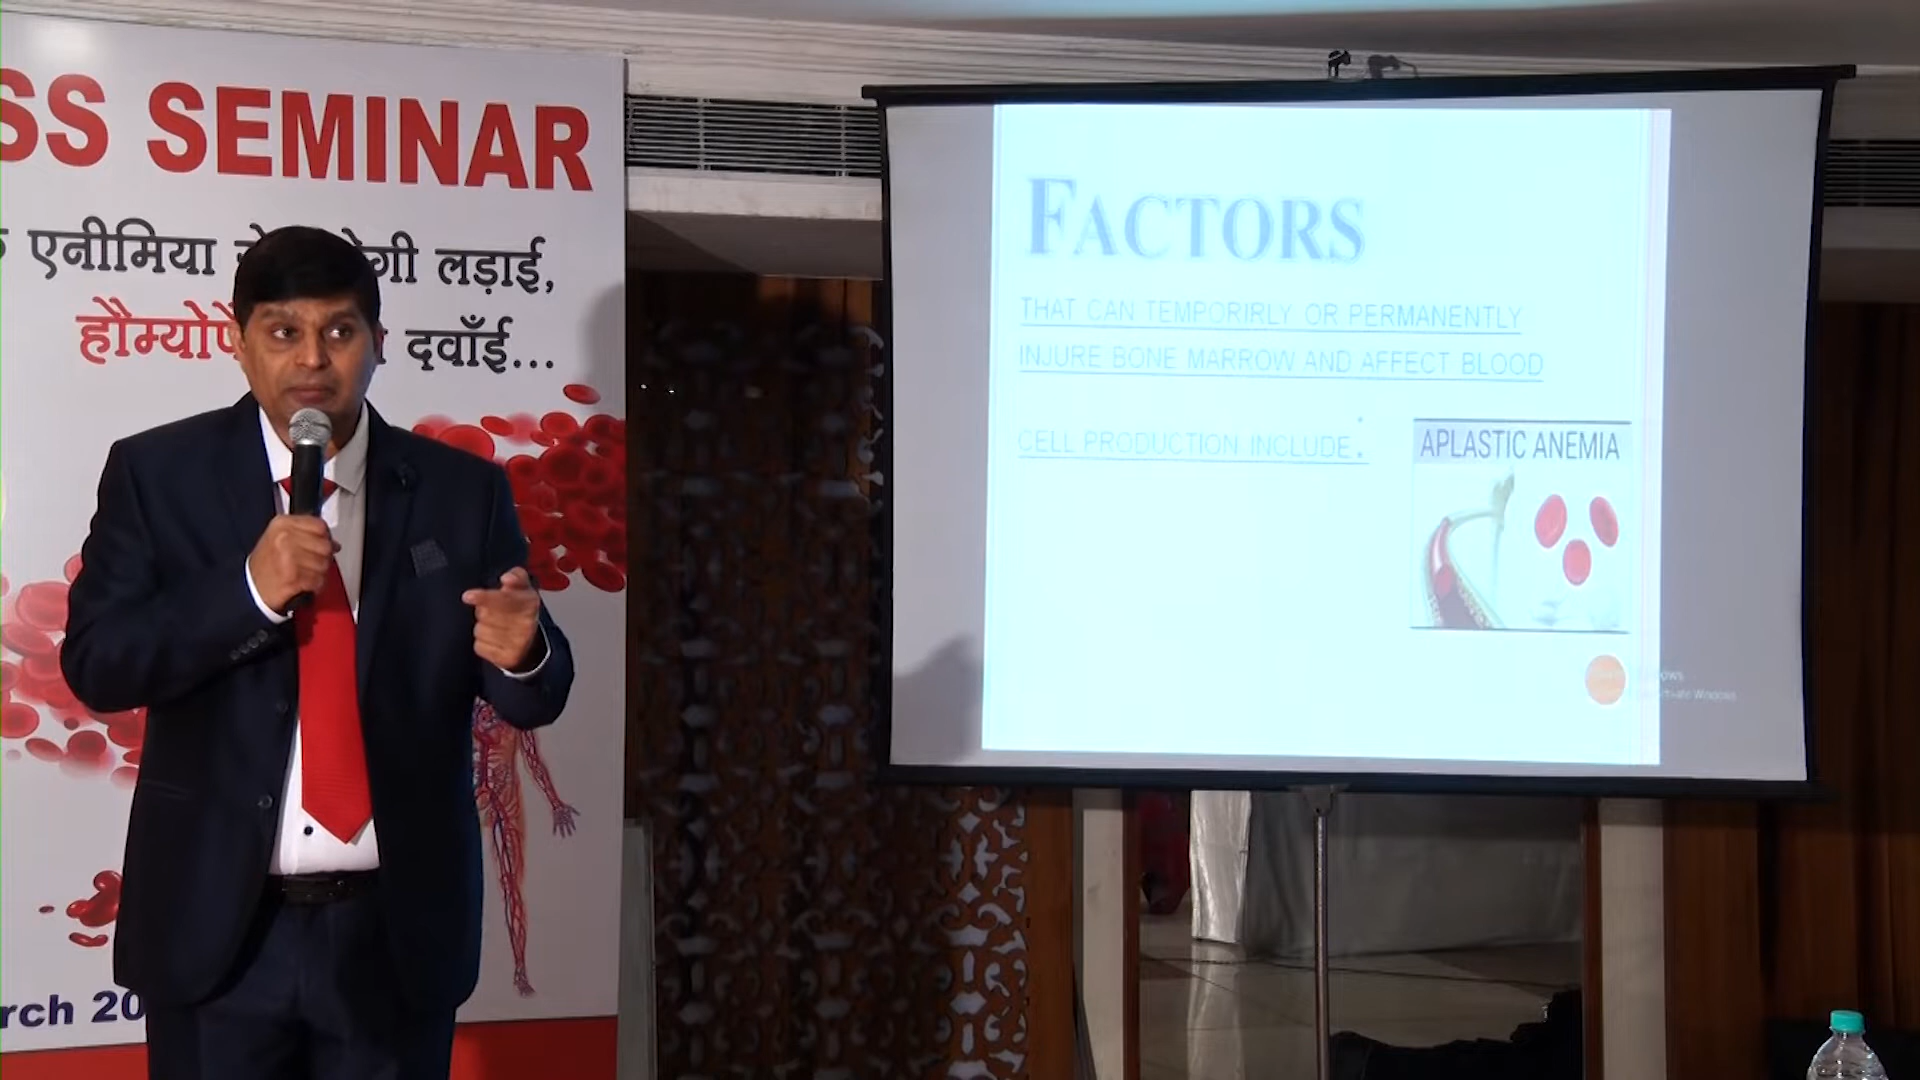 SS SEMINAR
एनीमिया लड़ाई,
दवाँई...
rch 20
FACTORS
THAT CAN TEMPORIRLY OR PERMANENTLY
INJURE BONE MARROW AND AFFECT BLOOD
CELL PRODUCTION INCLUDE:
APLASTIC ANEMIA